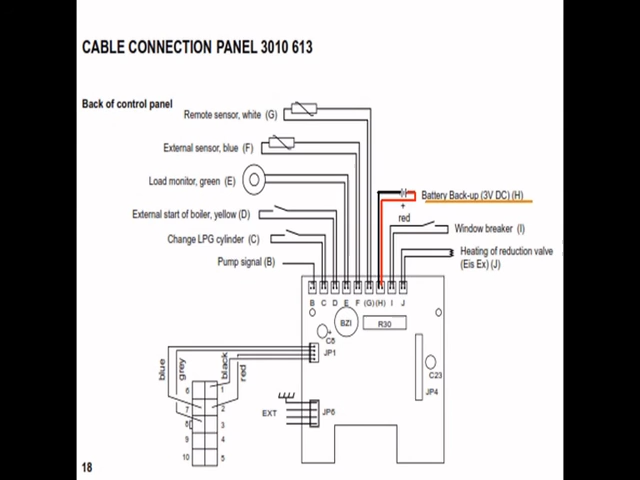 CABLE CONNECTION PANEL 3010 613
Back of control panel
Remote sensor, white (G)
External sensor, blue (F)
Load monitor, green (E)
External start of boiler, yellow (D)
Change LPG cylinder (C)
Pump signal (B)
Battery Back-up (3V DC) (H)
+
red
Window breaker (I)
Heating of reduction valve
(Eis Ex) (J)
B C D E F (G) (H) I J
BZI
R30
+
C8
JP1
C23
JP4
blue
grey
black
red
6 1
7 2
8 3
9 4
10 5
EXT
JP6
18